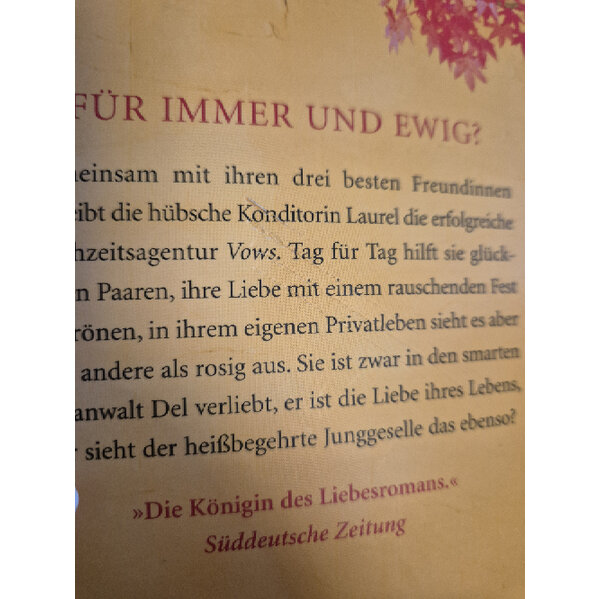 FÜR IMMER UND EWIG?
einsam mit ihren drei besten Freundinnen
eibt die hübsche Konditorin Laurel die erfolgreiche
hzeitsagentur Vows. Tag für Tag hilft sie glück-
n Paaren, ihre Liebe mit einem rauschenden Fest
rönen, in ihrem eigenen Privatleben sieht es aber
andere als rosig aus. Sie ist zwar in den smarten
anwalt Del verliebt, er ist die Liebe ihres Lebens,
sieht der heißbegehrte Junggeselle das ebenso?
»Die Königin des Liebesromans.«
Süddeutsche Zeitung